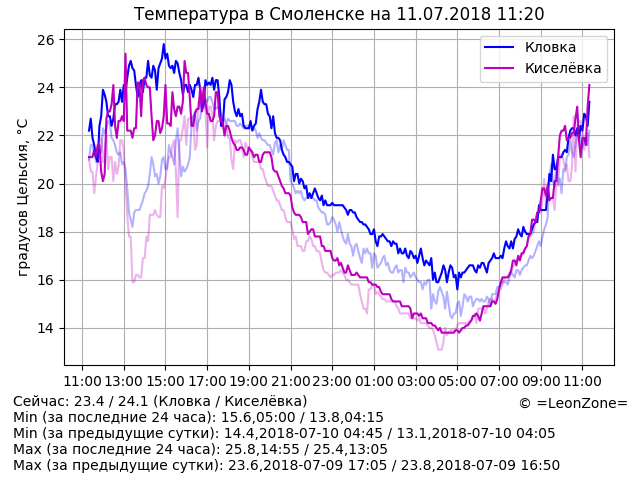 Температура в Смоленске на 11.07.2018 11:20
Кловка
Киселёвка
градусов Цельсия, °C
26
24
22
20
18
16
14
11:00 13:00 15:00 17:00 19:00 21:00 23:00 01:00 03:00 05:00 07:00 09:00 11:00
Сейчас: 23.4 / 24.1 (Кловка / Киселёвка)
© =LeonZone=
Min (за последние 24 часа): 15.6,05:00 / 13.8,04:15
Min (за предыдущие сутки): 14.4,2018-07-10 04:45 / 13.1,2018-07-10 04:05
Max (за последние 24 часа): 25.8,14:55 / 25.4,13:05
Max (за предыдущие сутки): 23.6,2018-07-09 17:05 / 23.8,2018-07-09 16:50